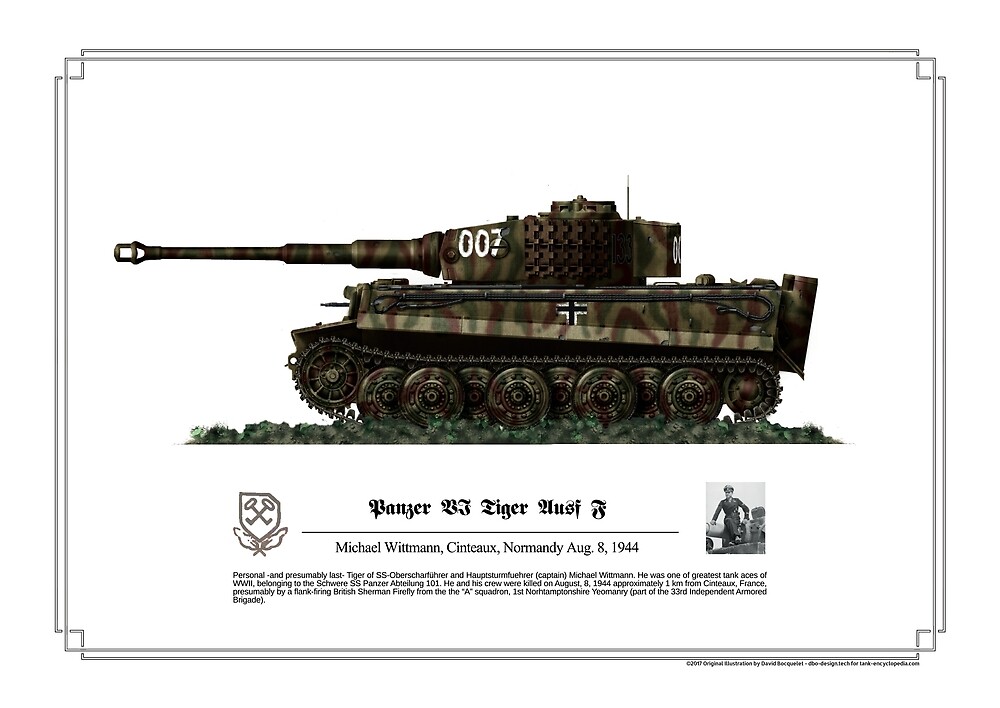 007
133
00
Panzer VI Tiger Ausf F
Michael Wittmann, Cinteaux, Normandy Aug. 8, 1944
Personal -and presumably last- Tiger of SS-Oberscharführer and Hauptsturmfuehrer (captain) Michael Wittmann. He was one of greatest tank aces of
WWII, belonging to the Schwere SS Panzer Abteilung 101. He and his crew were killed on August, 8, 1944 approximately 1 km from Cinteaux, France,
presumably by a flank-firing British Sherman Firefly from the the "A" squadron, 1st Norhtamptonshire Yeomanry (part of the 33rd Independent Armored
Brigade).
©2017 Original Illustration by David Bocquelet - dbo-design.tech for tank-encyclopedia.com